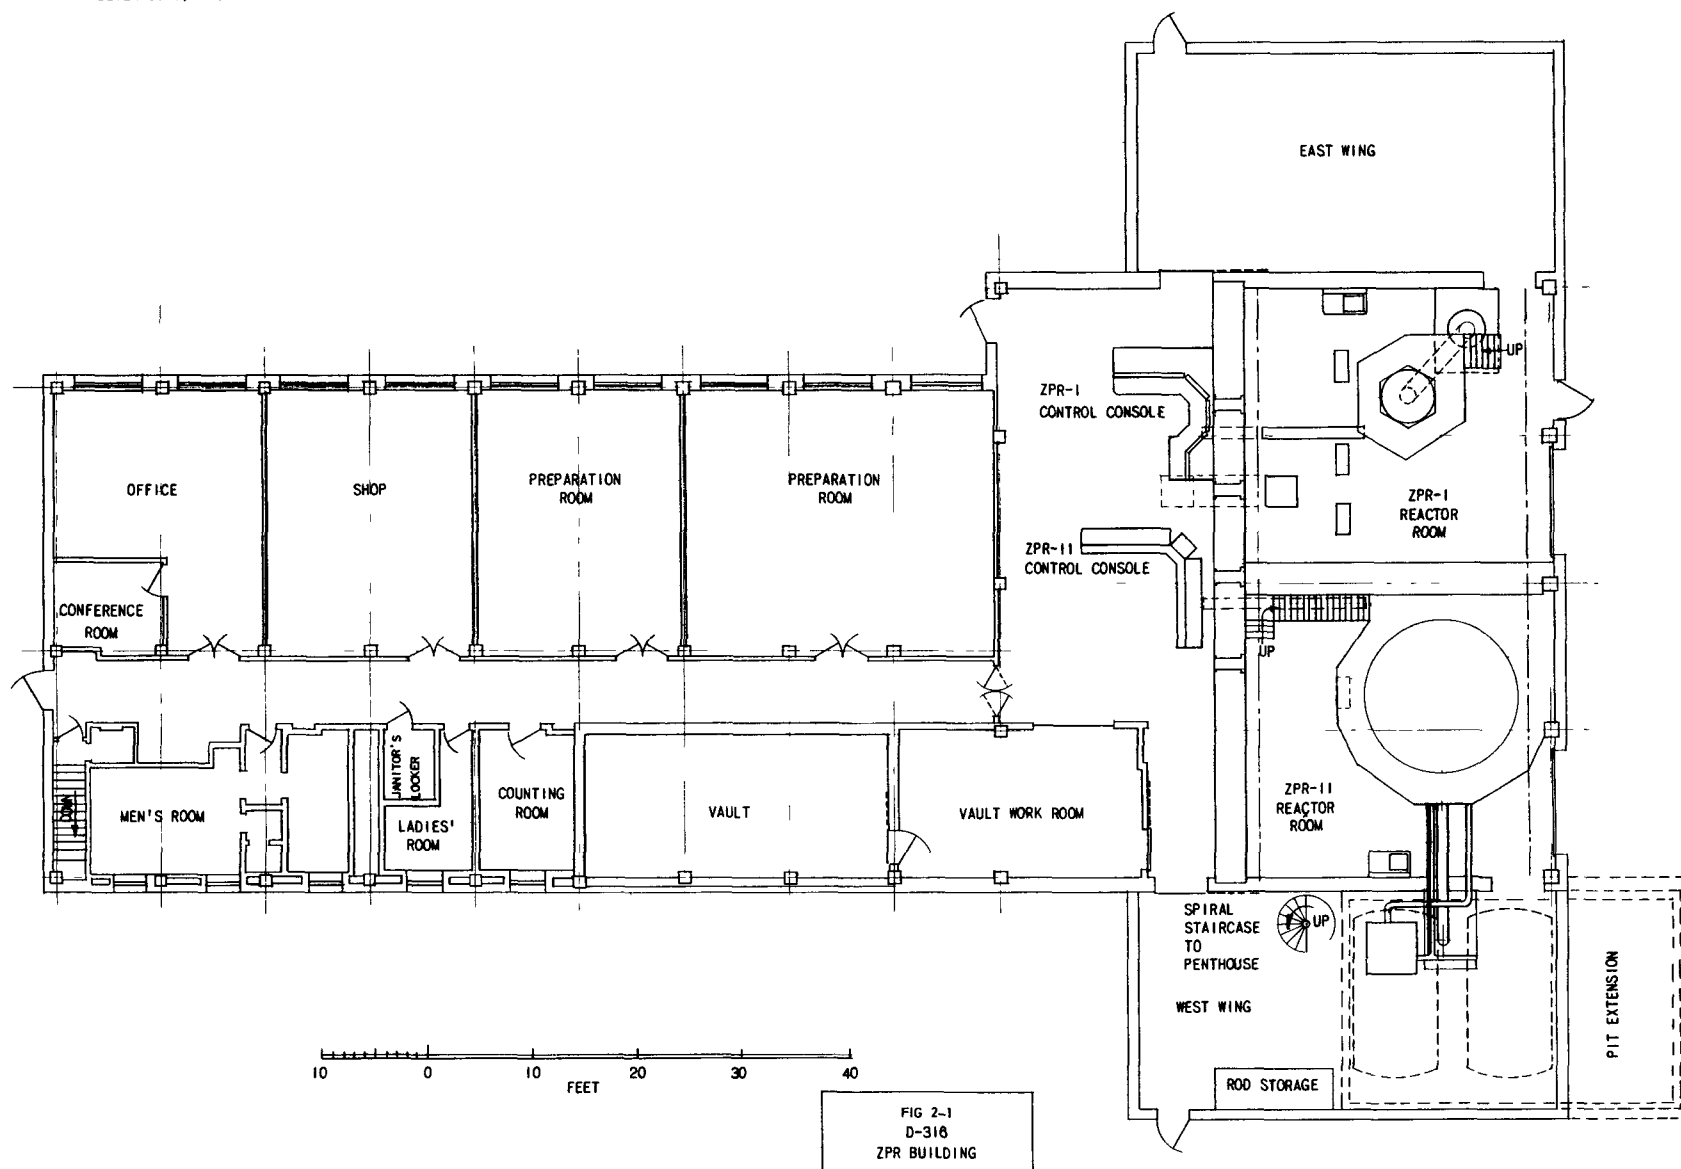 EAST WING
UP
ZPR-I
CONTROL CONSOLE
OFFICE
SHOP
PREPARATION
ROOM
PREPARATION
ROOM
ZPR-I
REACTOR
ROOM
ZPR-II
CONTROL CONSOLE
CONFERENCE
ROOM
UP
JANITOR'S
LOCKER
DOWN
MEN'S ROOM
LADIES'
ROOM
COUNTING
ROOM
VAULT
VAULT WORK ROOM
ZPR-II
REACTOR
ROOM
SPIRAL
STAIRCASE
TO
PENTHOUSE
UP
WEST WING
PIT EXTENSION
ROD STORAGE
10 0 10 20 30 40
FEET
FIG 2-1
D-316
ZPR BUILDING